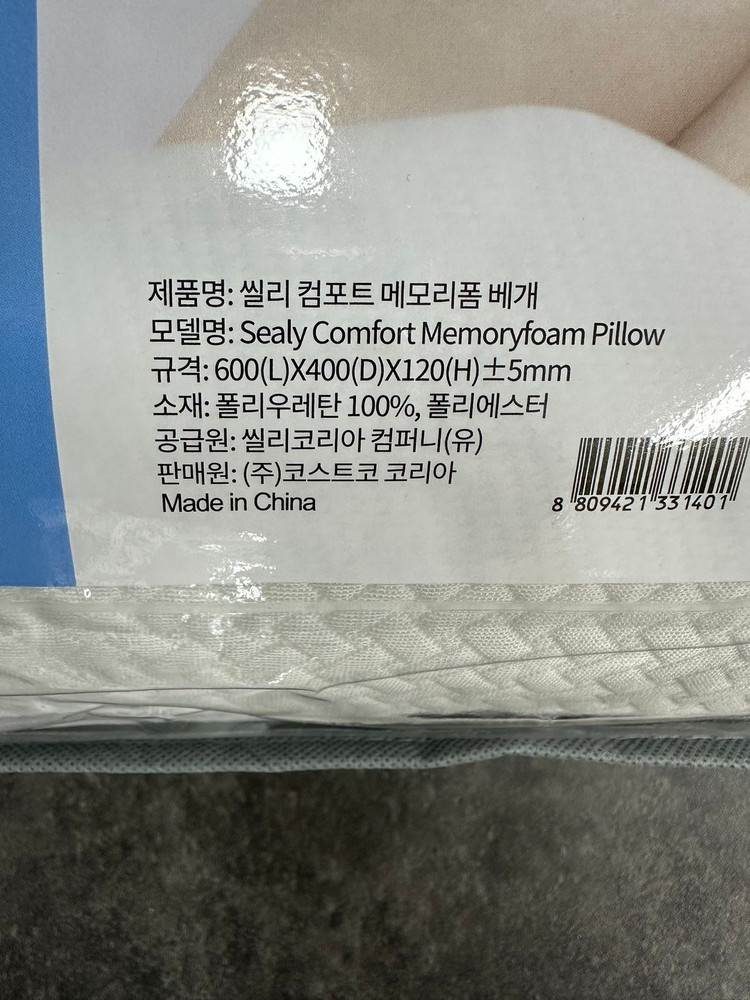 제품명: 씰리 컴포트 메모리폼 베개
모델명: Sealy Comfort Memoryfoam Pillow
규격: 600(L)X400(D)X120(H)±5mm
소재: 폴리우레탄 100%, 폴리에스터
공급원: 씰리코리아 컴퍼니(유)
판매원: (주)코스트코 코리아
Made in China
8 809421 331401